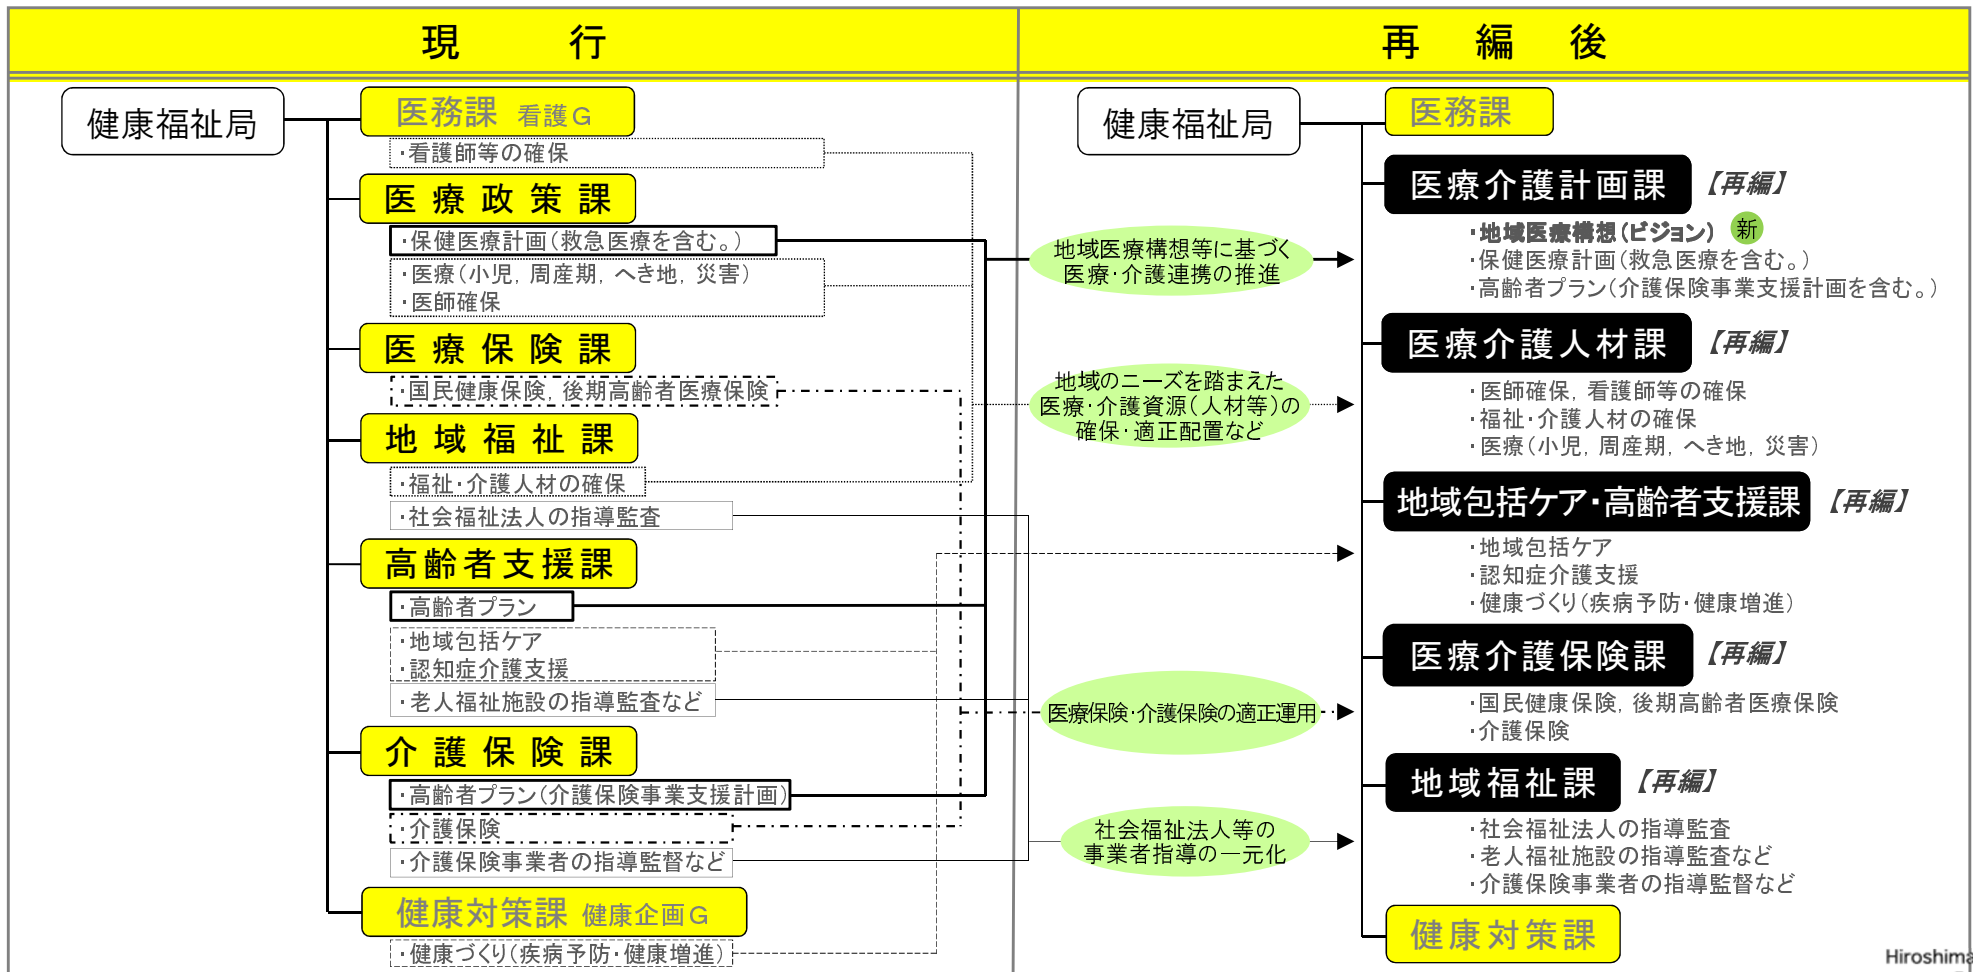 現行
健康福祉局
医務課 看護G
・看護師等の確保
医療政策課
・保健医療計画(救急医療を含む。)
・医療(小児,周産期,へき地,災害)
・医師確保
医療保険課
・国民健康保険,後期高齢者医療保険
地域福祉課
・福祉・介護人材の確保
・社会福祉法人の指導監査
高齢者支援課
・高齢者プラン
・地域包括ケア
・認知症介護支援
・老人福祉施設の指導監査など
介護保険課
・高齢者プラン(介護保険事業支援計画)
・介護保険
・介護保険事業者の指導監督など
健康対策課 健康企画G
・健康づくり(疾病予防・健康増進)
地域医療構想等に基づく
医療・介護連携の推進
地域のニーズを踏まえた
医療・介護資源(人材等)の
確保・適正配置など
医療保険・介護保険の適正運用
社会福祉法人等の
事業者指導の一元化
再編後
健康福祉局
医務課
医療介護計画課 【再編】
・地域医療構想(ビジョン) 新
・保健医療計画(救急医療を含む。)
・高齢者プラン(介護保険事業支援計画を含む。)
医療介護人材課 【再編】
・医師確保,看護師等の確保
・福祉・介護人材の確保
・医療(小児,周産期,へき地,災害)
地域包括ケア・高齢者支援課 【再編】
・地域包括ケア
・認知症介護支援
・健康づくり(疾病予防・健康増進)
医療介護保険課 【再編】
・国民健康保険,後期高齢者医療保険
・介護保険
地域福祉課 【再編】
・社会福祉法人の指導監査
・老人福祉施設の指導監査など
・介護保険事業者の指導監督など
健康対策課
Hiroshima